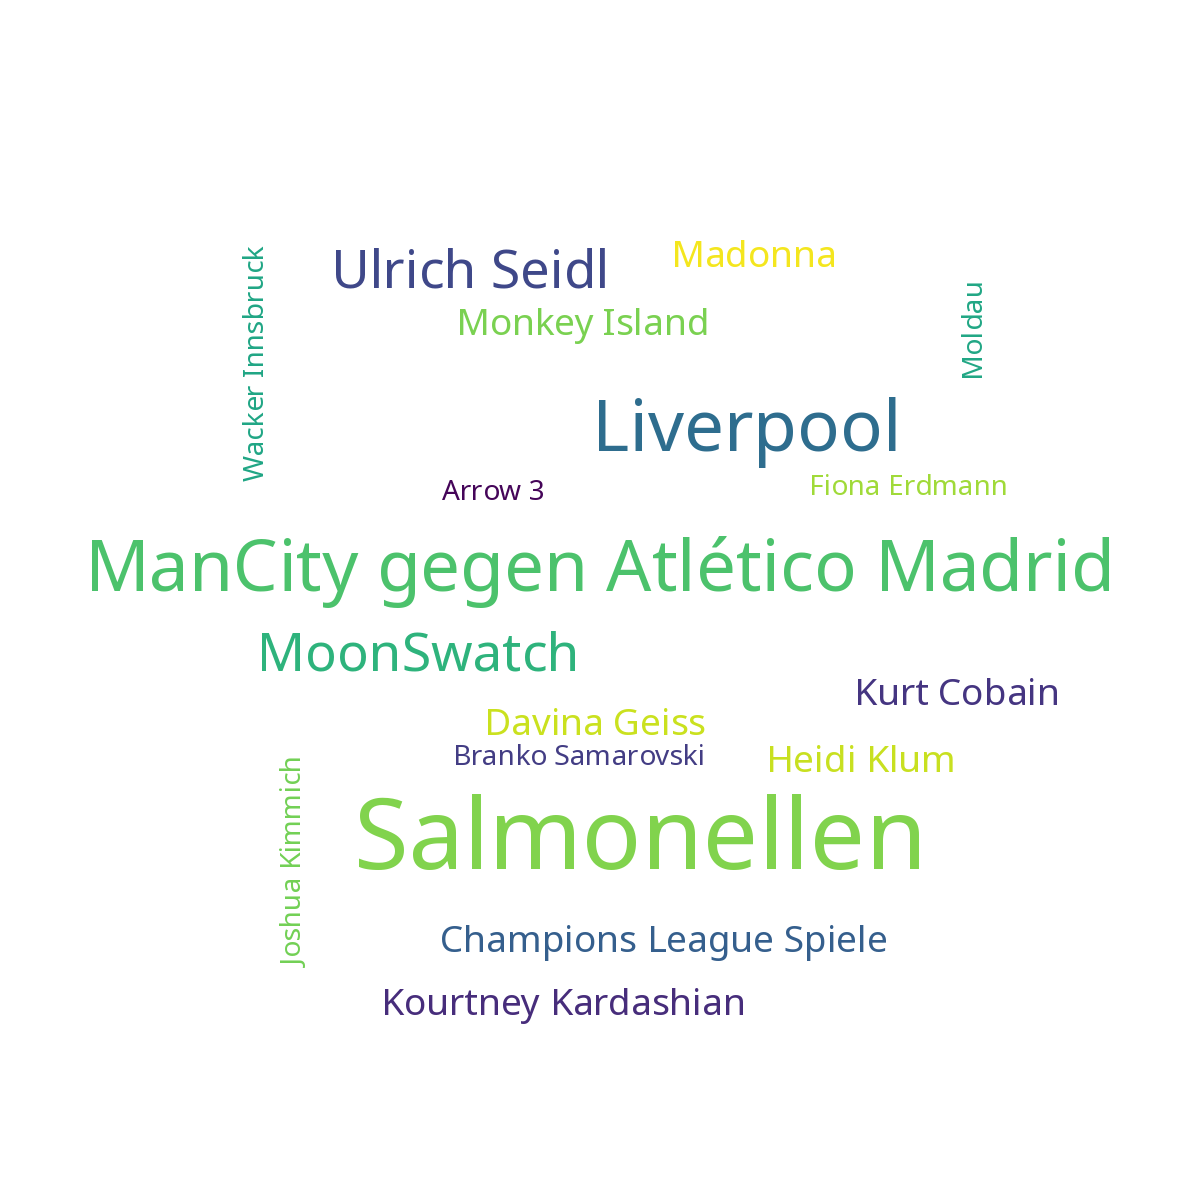 Wacker Innsbruck
Ulrich Seidl
Madonna
Monkey Island
Moldau
Liverpool
Arrow 3
Fiona Erdmann
ManCity gegen Atlético Madrid
MoonSwatch
Kurt Cobain
Davina Geiss
Branko Samarovski
Heidi Klum
Joshua Kimmich
Salmonellen
Champions League Spiele
Kourtney Kardashian